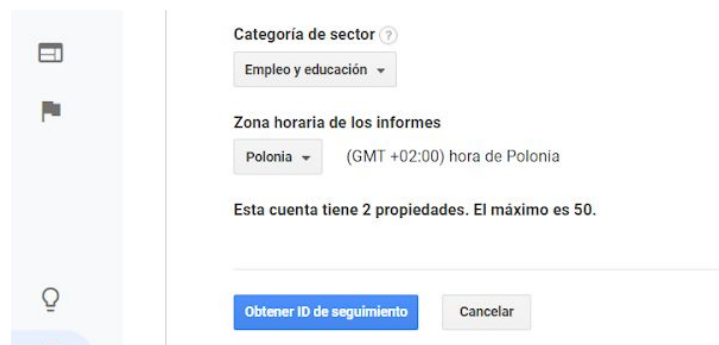 Categoría de sector ?
Empleo y educación
Zona horaria de los informes
Polonia (GMT +02:00) hora de Polonia
Esta cuenta tiene 2 propiedades. El máximo es 50.
Obtener ID de seguimiento Cancelar